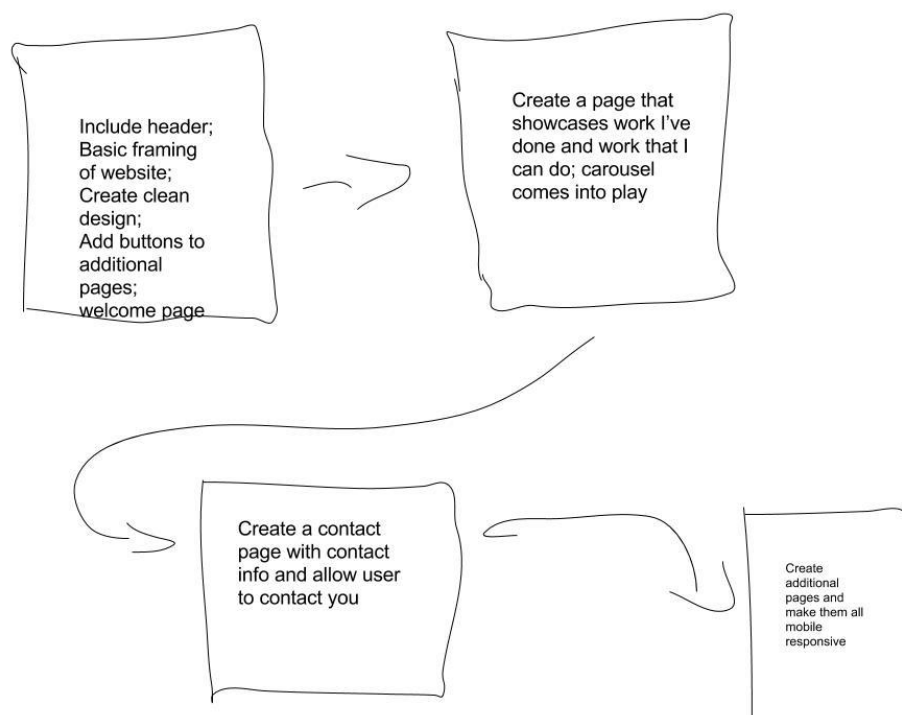 Include header;
Basic framing
of website;
Create clean
design;
Add buttons to
additional
pages;
welcome page
Create a page that
showcases work I've
done and work that I
can do; carousel
comes into play
Create a contact
page with contact
info and allow user
to contact you
Create
additional
pages and
make them all
mobile
responsive